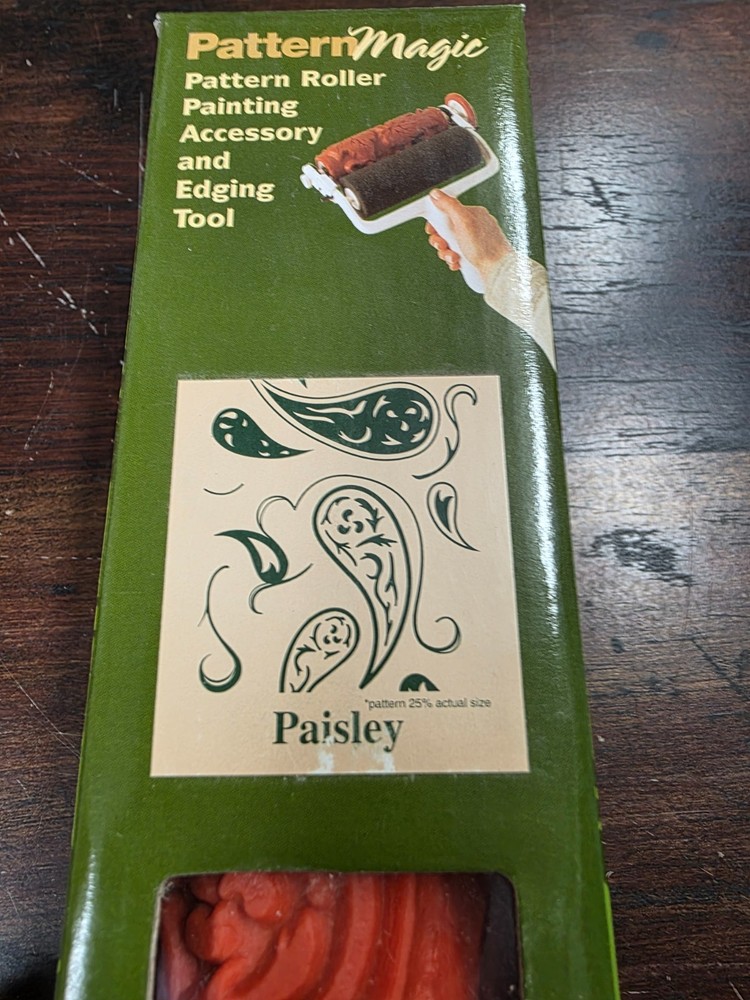 PatternMagic
Pattern Roller
Painting
Accessory
and
Edging
Tool
*pattern 25% actual size
Paisley